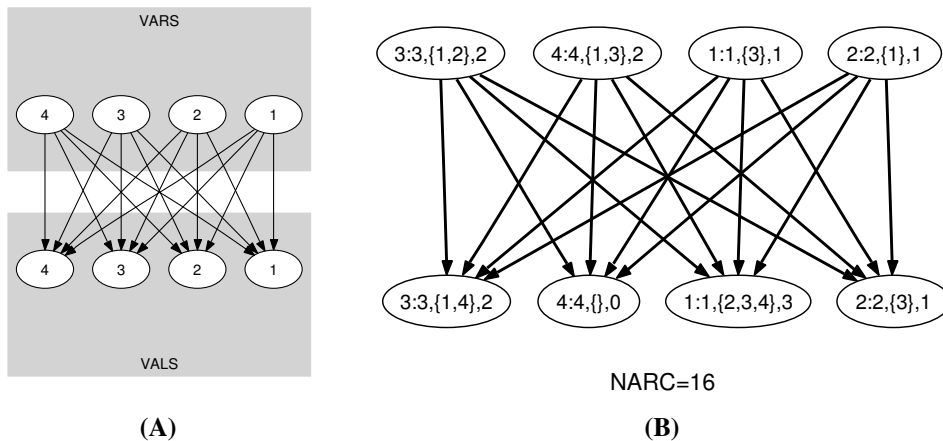 VARS
4 3 2 1
4 3 2 1
VALS
(A)
3:3,{1,2},2 4:4,{1,3},2 1:1,{3},1 2:2,{1},1
3:3,{1,4},2 4:4,{},0 1:1,{2,3,4},3 2:2,{3},1
NARC=16
(B)